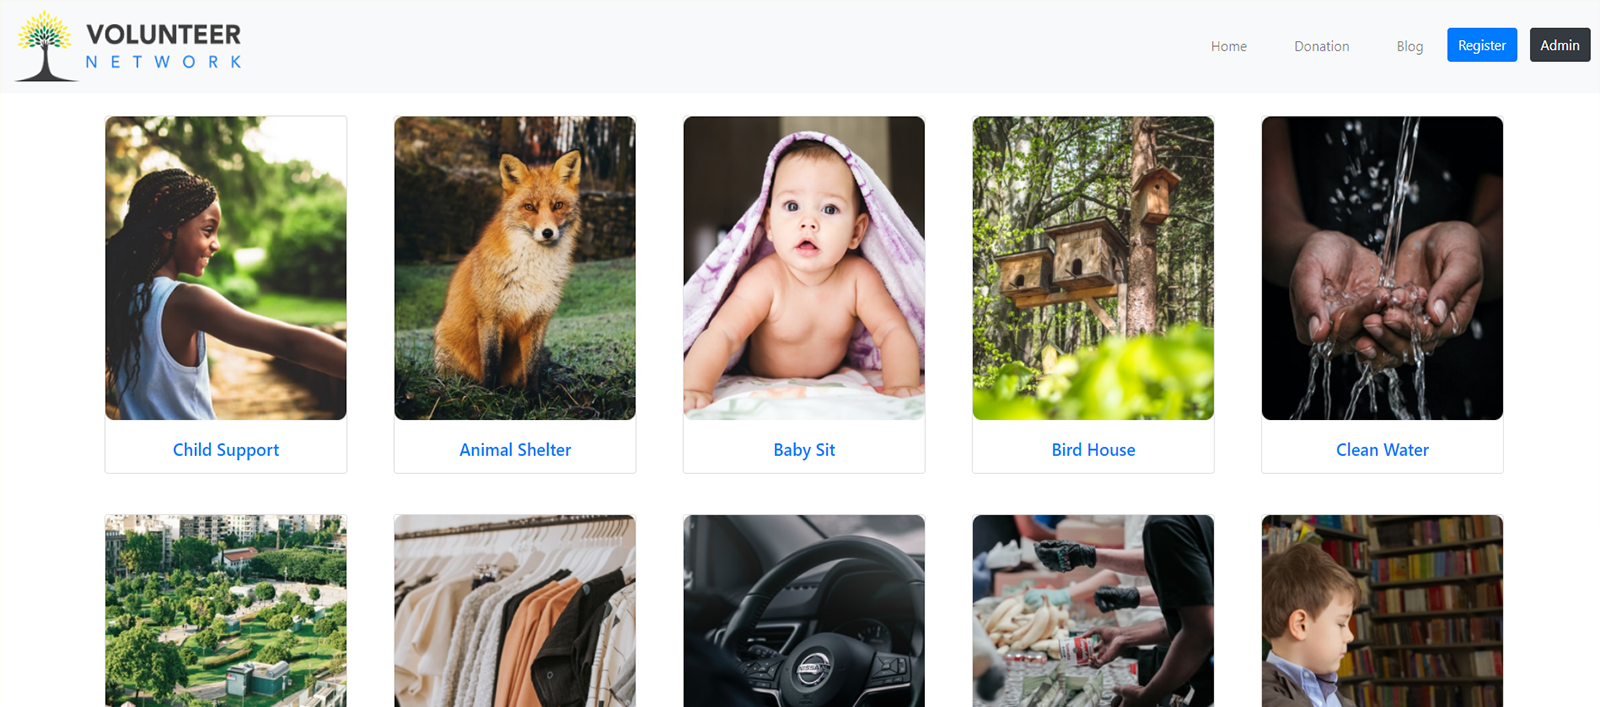 VOLUNTEER
NETWORK
Home Donation Blog Register Admin
Child Support Animal Shelter Baby Sit Bird House Clean Water
NISSAN